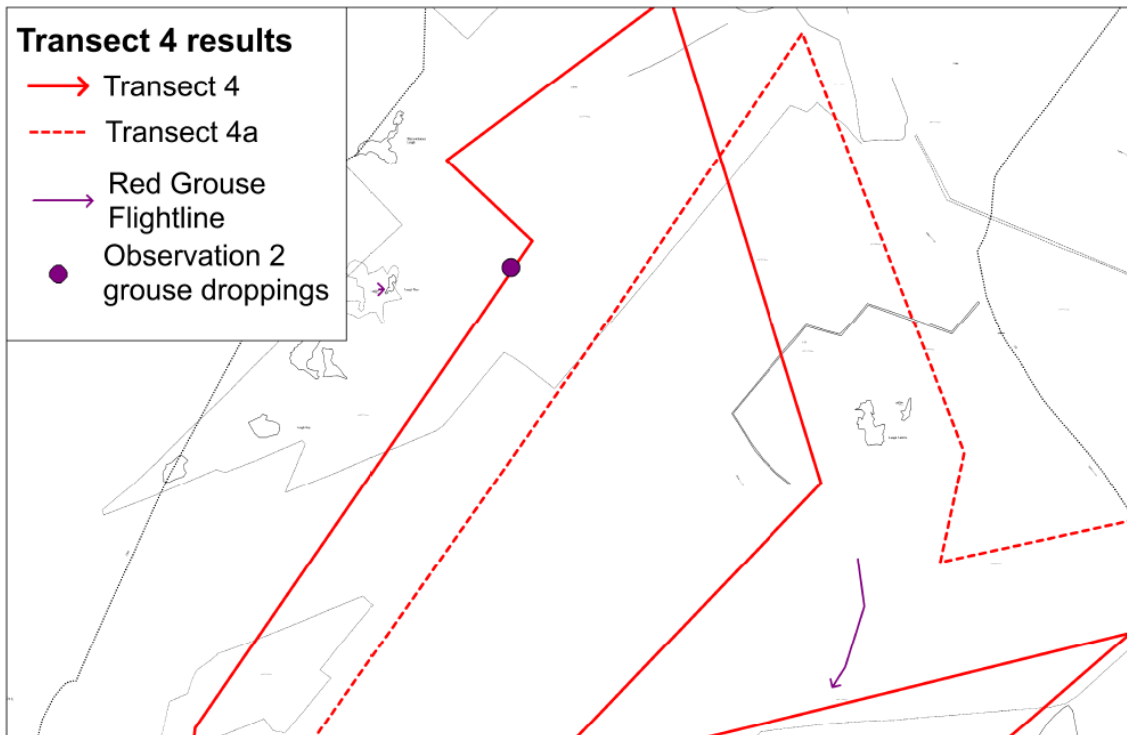 Transect 4 results
Transect 4
Transect 4a
Red Grouse
Flightline
Observation 2
grouse droppings